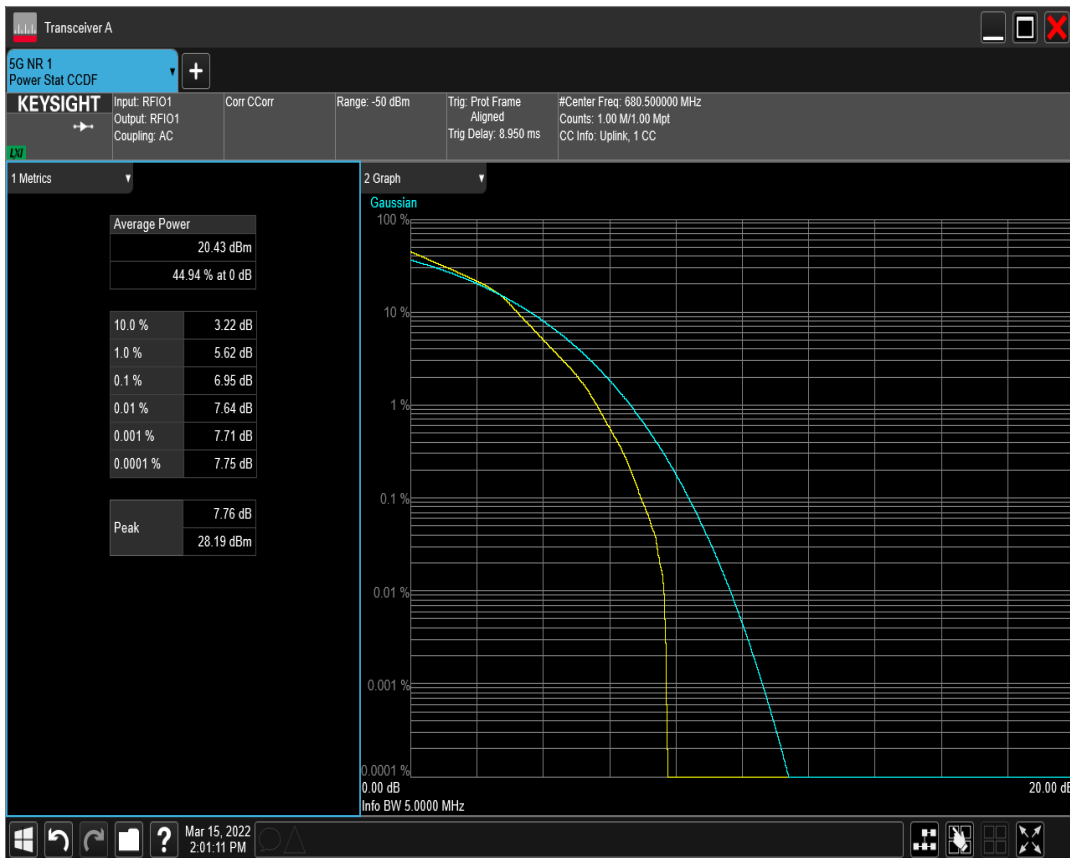 Transceiver A
5G NR 1
Power Stat CCDF
KEYSIGHT
LXI
Input: RFIO1
Output: RFIO1
Coupling: AC
Corr CCorr
Range: -50 dBm
Trig: Prot Frame
Aligned
Trig Delay: 8.950 ms
#Center Freq: 680.500000 MHz
Counts: 1.00 M/1.00 Mpt
CC Info: Uplink, 1 CC
1 Metrics
Average Power
20.43 dBm
44.94 % at 0 dB
10.0 % 3.22 dB
1.0 % 5.62 dB
0.1 % 6.95 dB
0.01 % 7.64 dB
0.001 % 7.71 dB
0.0001 % 7.75 dB
Peak
7.76 dB
28.19 dBm
2 Graph
Gaussian
100 %
10 %
1 %
0.1 %
0.01 %
0.001 %
0.0001 %
0.00 dB 20.00 dB
Info BW 5.0000 MHz
?
Mar 15, 2022
2:01:11 PM